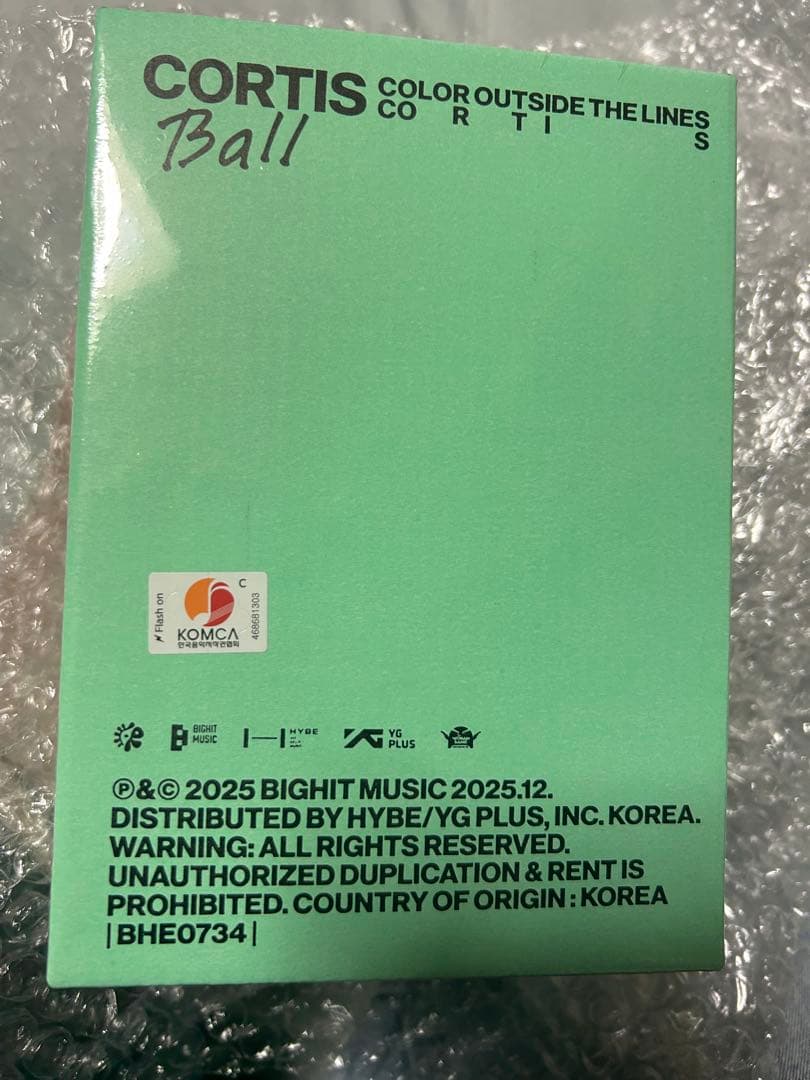 CORTIS
COLOR OUTSIDE THE LINES
CO R T I S
Ball
Flash on
C
KOMCA
한국음악저작권협회
468681303
BIGHIT
MUSIC
HYBE
YG
PLUS
Ⓟ&© 2025 BIGHIT MUSIC 2025.12.
DISTRIBUTED BY HYBE/YG PLUS, INC. KOREA.
WARNING: ALL RIGHTS RESERVED.
UNAUTHORIZED DUPLICATION & RENT IS
PROHIBITED. COUNTRY OF ORIGIN : KOREA
| BHE0734 |